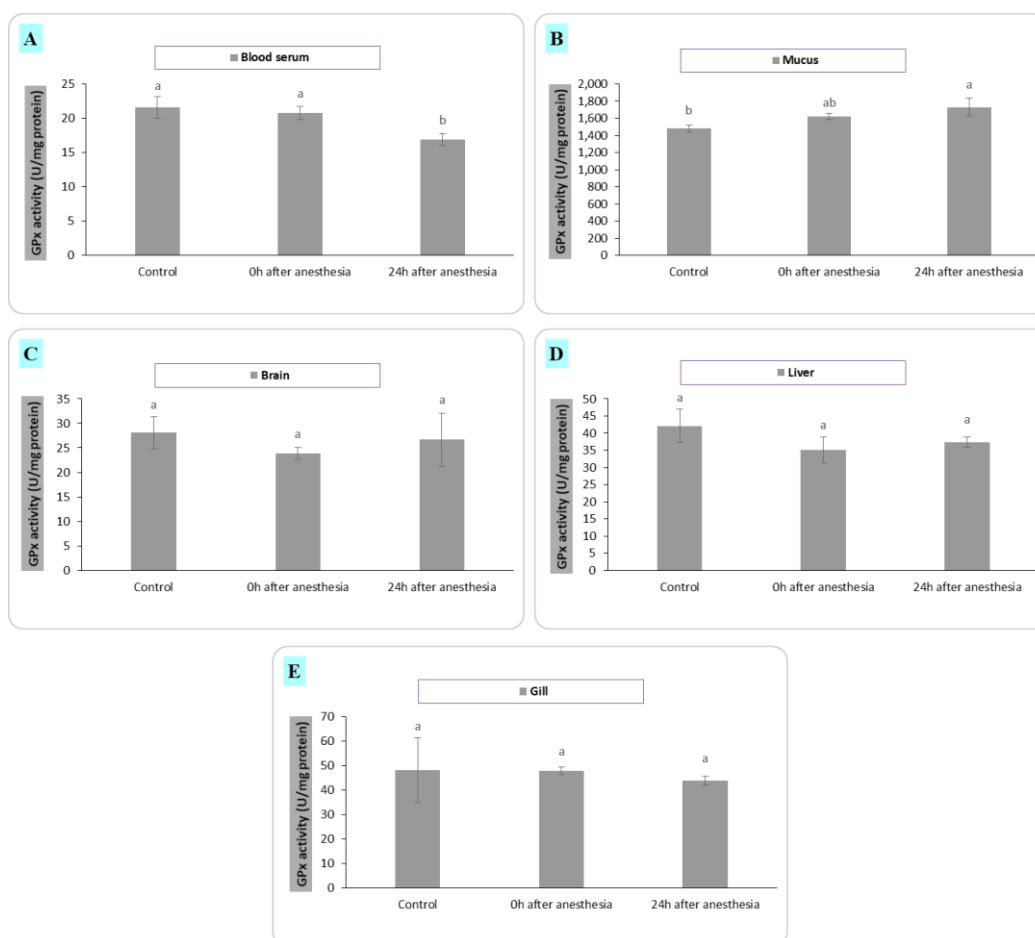 A
Blood serum
GPx activity (U/mg protein)
25
20
15
10
5
0
a
a
b
Control
0h after anesthesia
24h after anesthesia
B
Mucus
GPx activity (U/mg protein)
2,000
1,800
1,600
1,400
1,200
1,000
800
600
400
200
0
b
ab
a
Control
0h after anesthesia
24h after anesthesia
C
Brain
GPx activity (U/mg protein)
35
30
25
20
15
10
5
0
a
a
a
Control
0h after anesthesia
24h after anesthesia
D
Liver
GPx activity (U/mg protein)
50
45
40
35
30
25
20
15
10
5
0
a
a
a
Control
0h after anesthesia
24h after anesthesia
E
Gill
GPx activity (U/mg protein)
70
60
50
40
30
20
10
0
a
a
a
Control
0h after anesthesia
24h after anesthesia